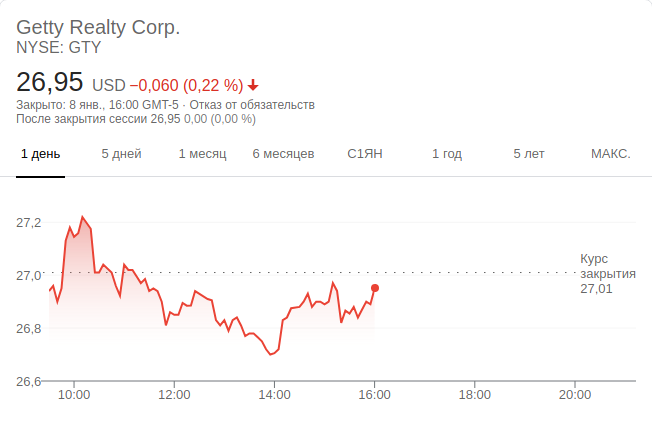 Getty Realty Corp.
NYSE: GTY
26,95 USD −0,060 (0,22 %)
Закрыто: 8 янв., 16:00 GMT-5 · Отказ от обязательств
После закрытия сессии 26,95 0,00 (0,00 %)
1 день 5 дней 1 месяц 6 месяцев С1ЯН 1 год 5 лет МАКС.
27,2
27,0
26,8
26,6
Курс
закрытия
27,01
10:00 12:00 14:00 16:00 18:00 20:00